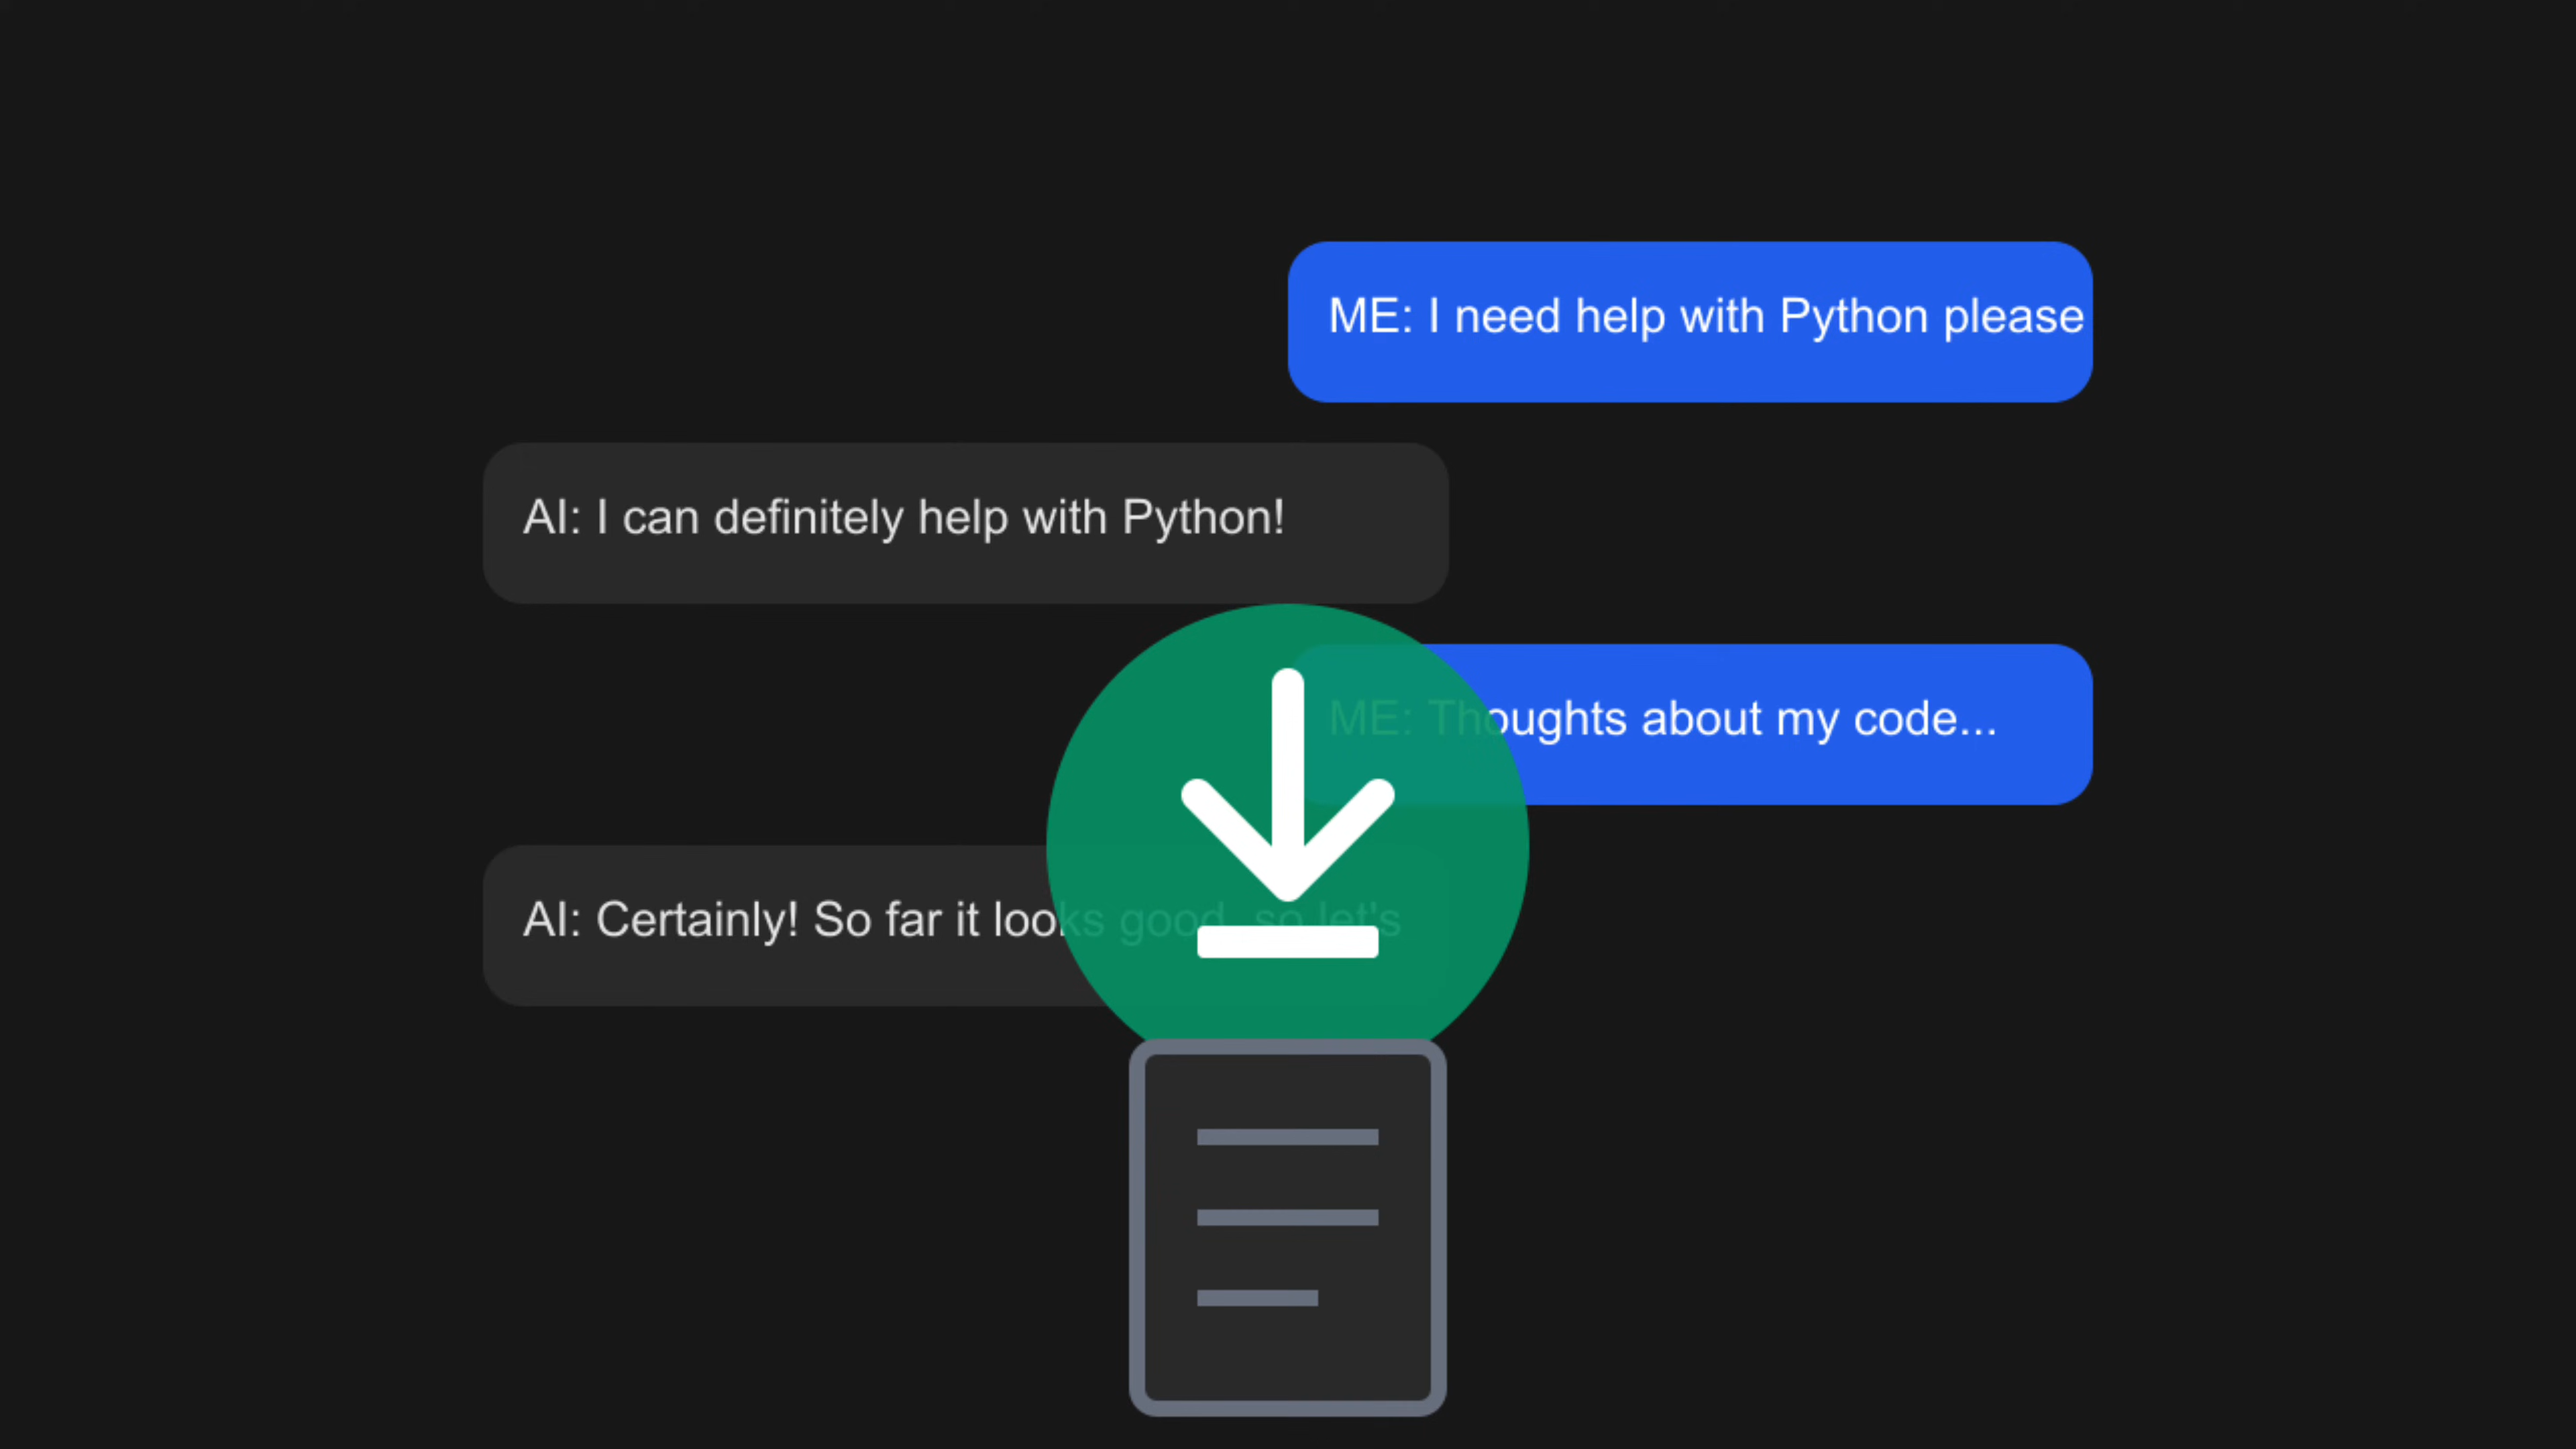 ME: I need help with Python please
AI: I can definitely help with Python!
ME: Thoughts about my code...
AI: Certainly! So far it looks good, so let's